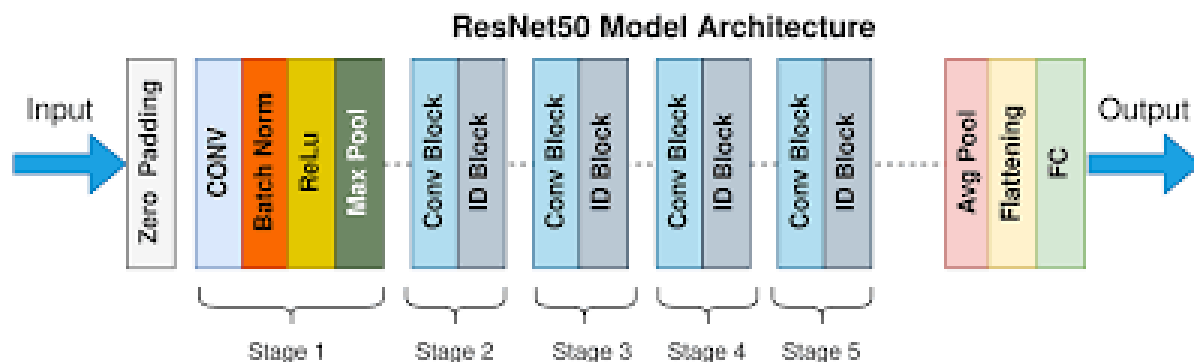 ResNet50 Model Architecture
Input
Zero Padding
CONV
Batch Norm
ReLu
Max Pool
Conv Block
ID Block
Conv Block
ID Block
Conv Block
ID Block
Conv Block
ID Block
Avg Pool
Flattening
FC
Output
Stage 1
Stage 2
Stage 3
Stage 4
Stage 5